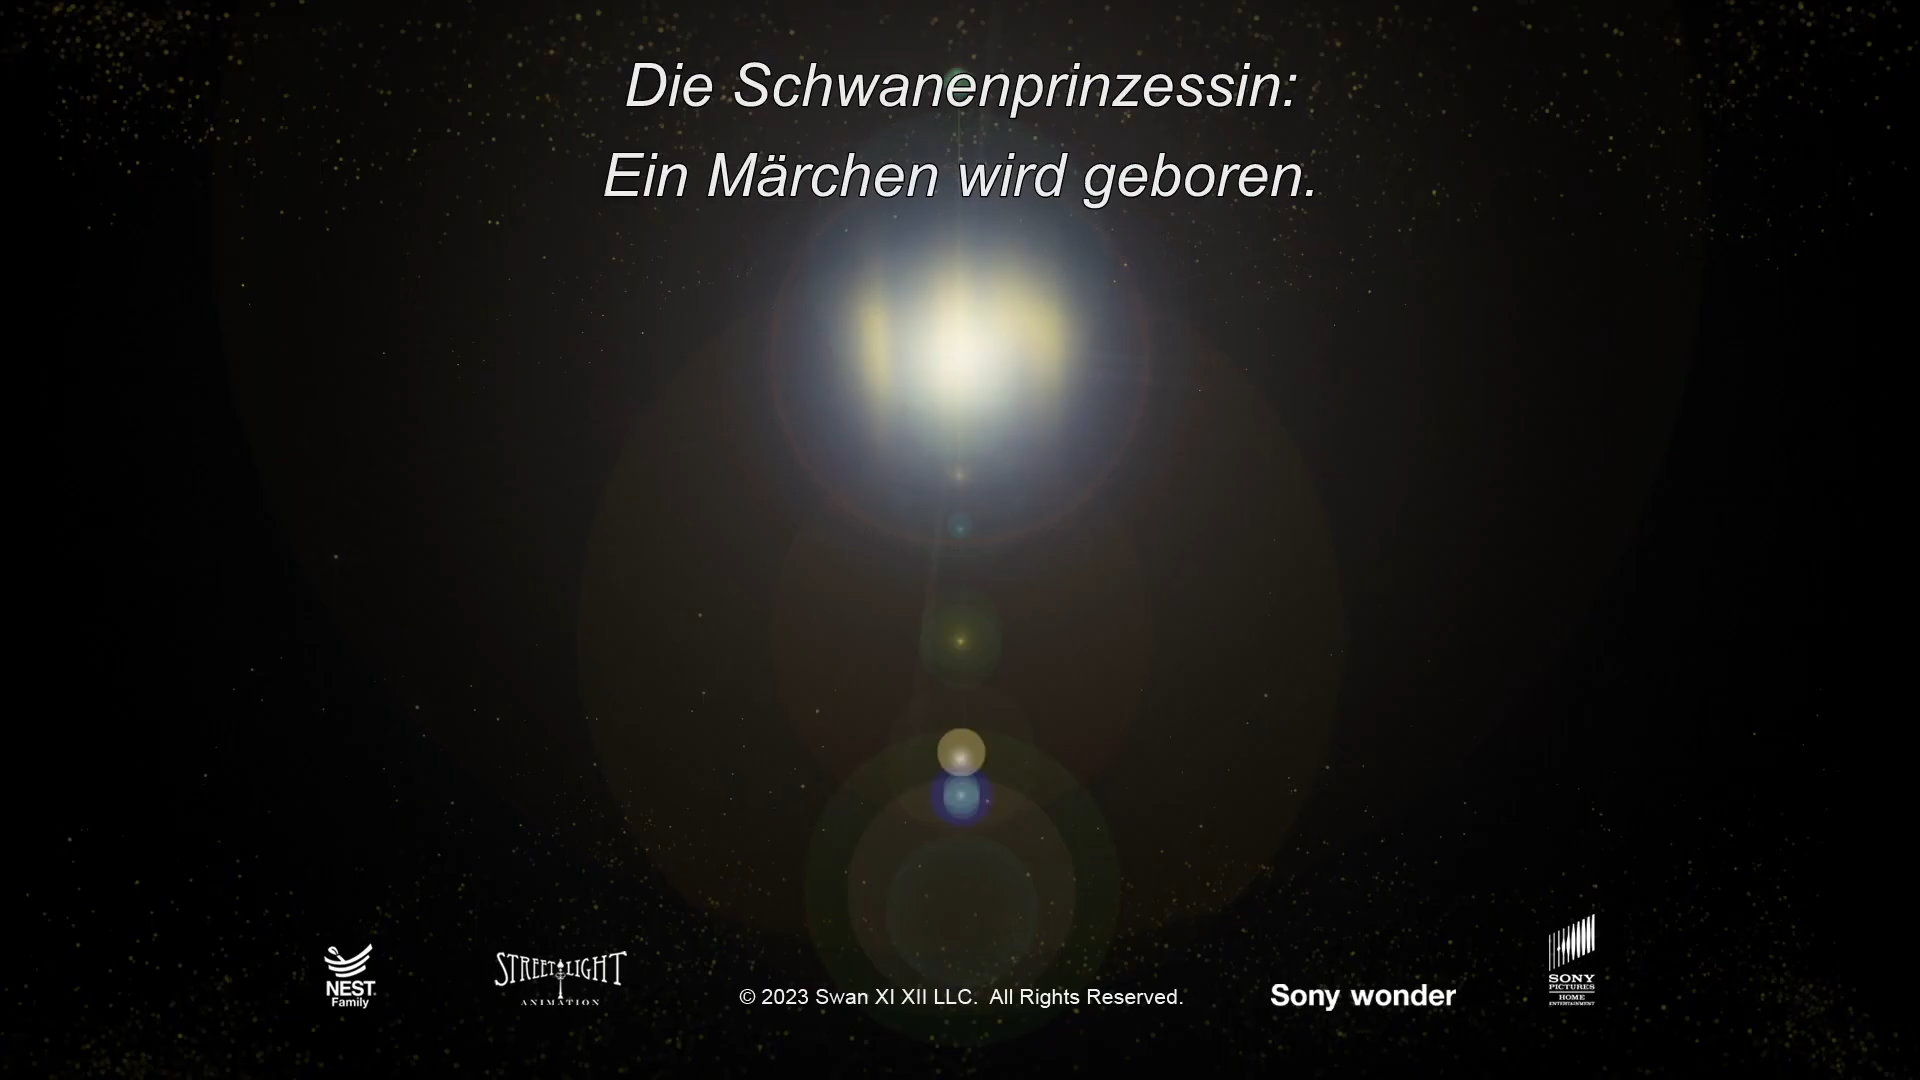 Die Schwanenprinzessin:
Ein Märchen wird geboren.
NEST
Family
STREETLIGHT
ANIMATION
© 2023 Swan XI XII LLC.  All Rights Reserved.
Sony wonder
SONY
PICTURES
HOME
ENTERTAINMENT